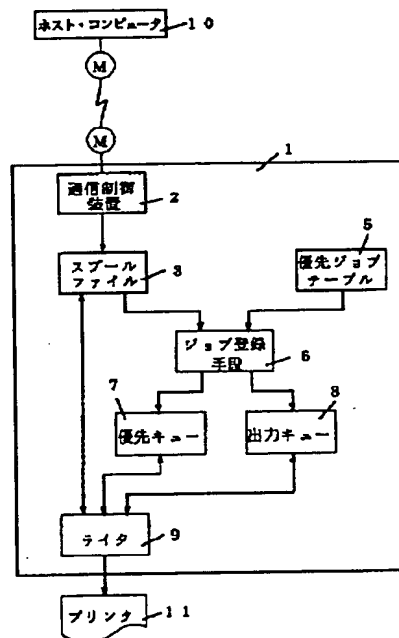 ホスト・コンピュータ
10
M
M
1
通信制御
装置
2
5
スプール
ファイル
3
優先ジョブ
テーブル
ジョブ登録
手段
6
7
8
優先キュー
出力キュー
ライタ
9
プリンタ
11